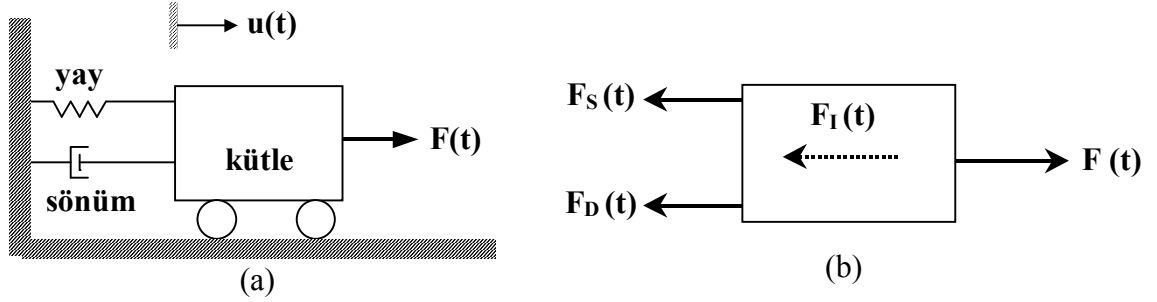 u(t)
yay
F(t)
kütle
sönüm
(a)
F_S (t)
F_I (t)
F (t)
F_D (t)
(b)